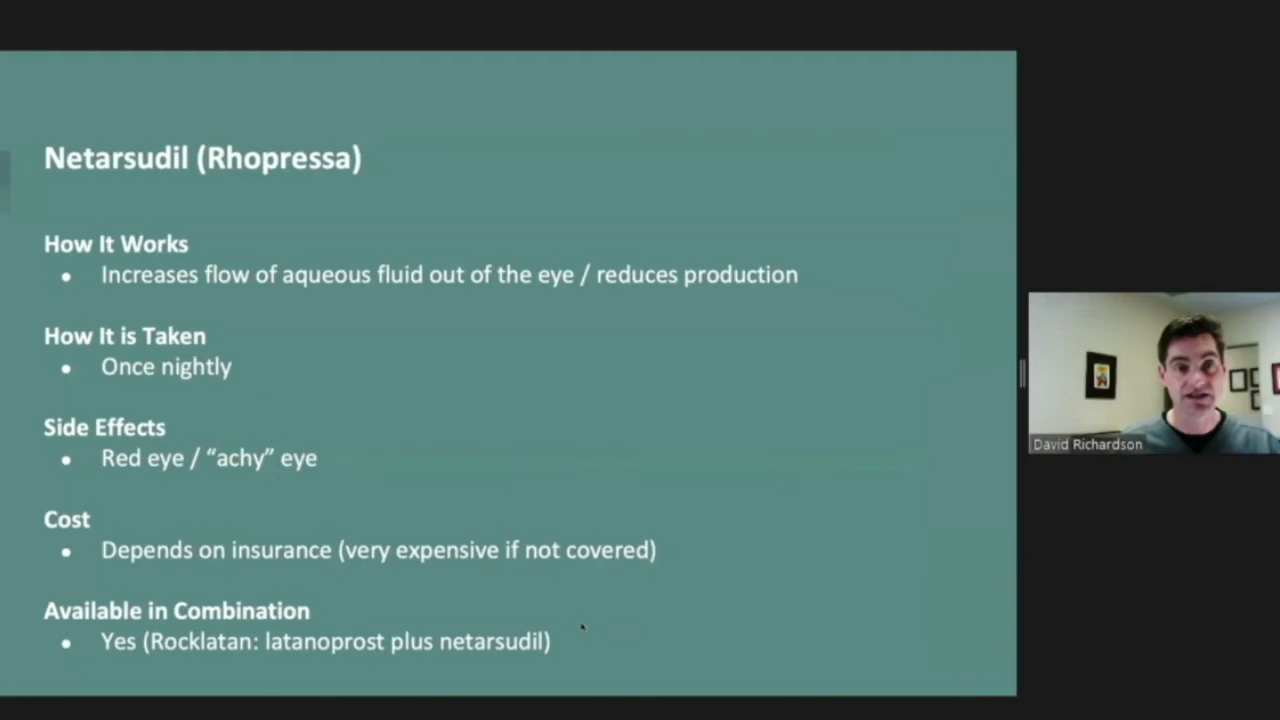 Netarsudil (Rhopressa)
How It Works
• Increases flow of aqueous fluid out of the eye / reduces production
How It is Taken
• Once nightly
Side Effects
• Red eye / “achy” eye
Cost
• Depends on insurance (very expensive if not covered)
Available in Combination
• Yes (Rocklatan: latanoprost plus netarsudil)
David Richardson